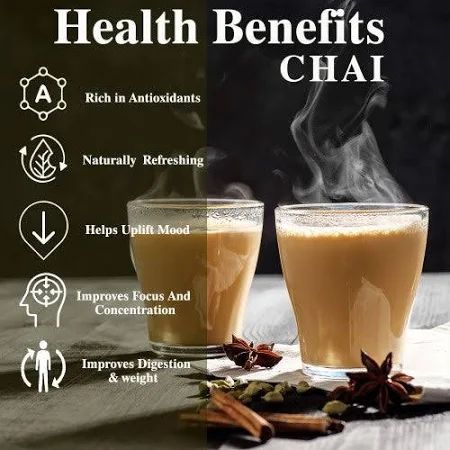 Health Benefits
CHAI
A
Rich in Antioxidants
Naturally Refreshing
Helps Uplift Mood
Improves Focus And
Concentration
Improves Digestion
& weight